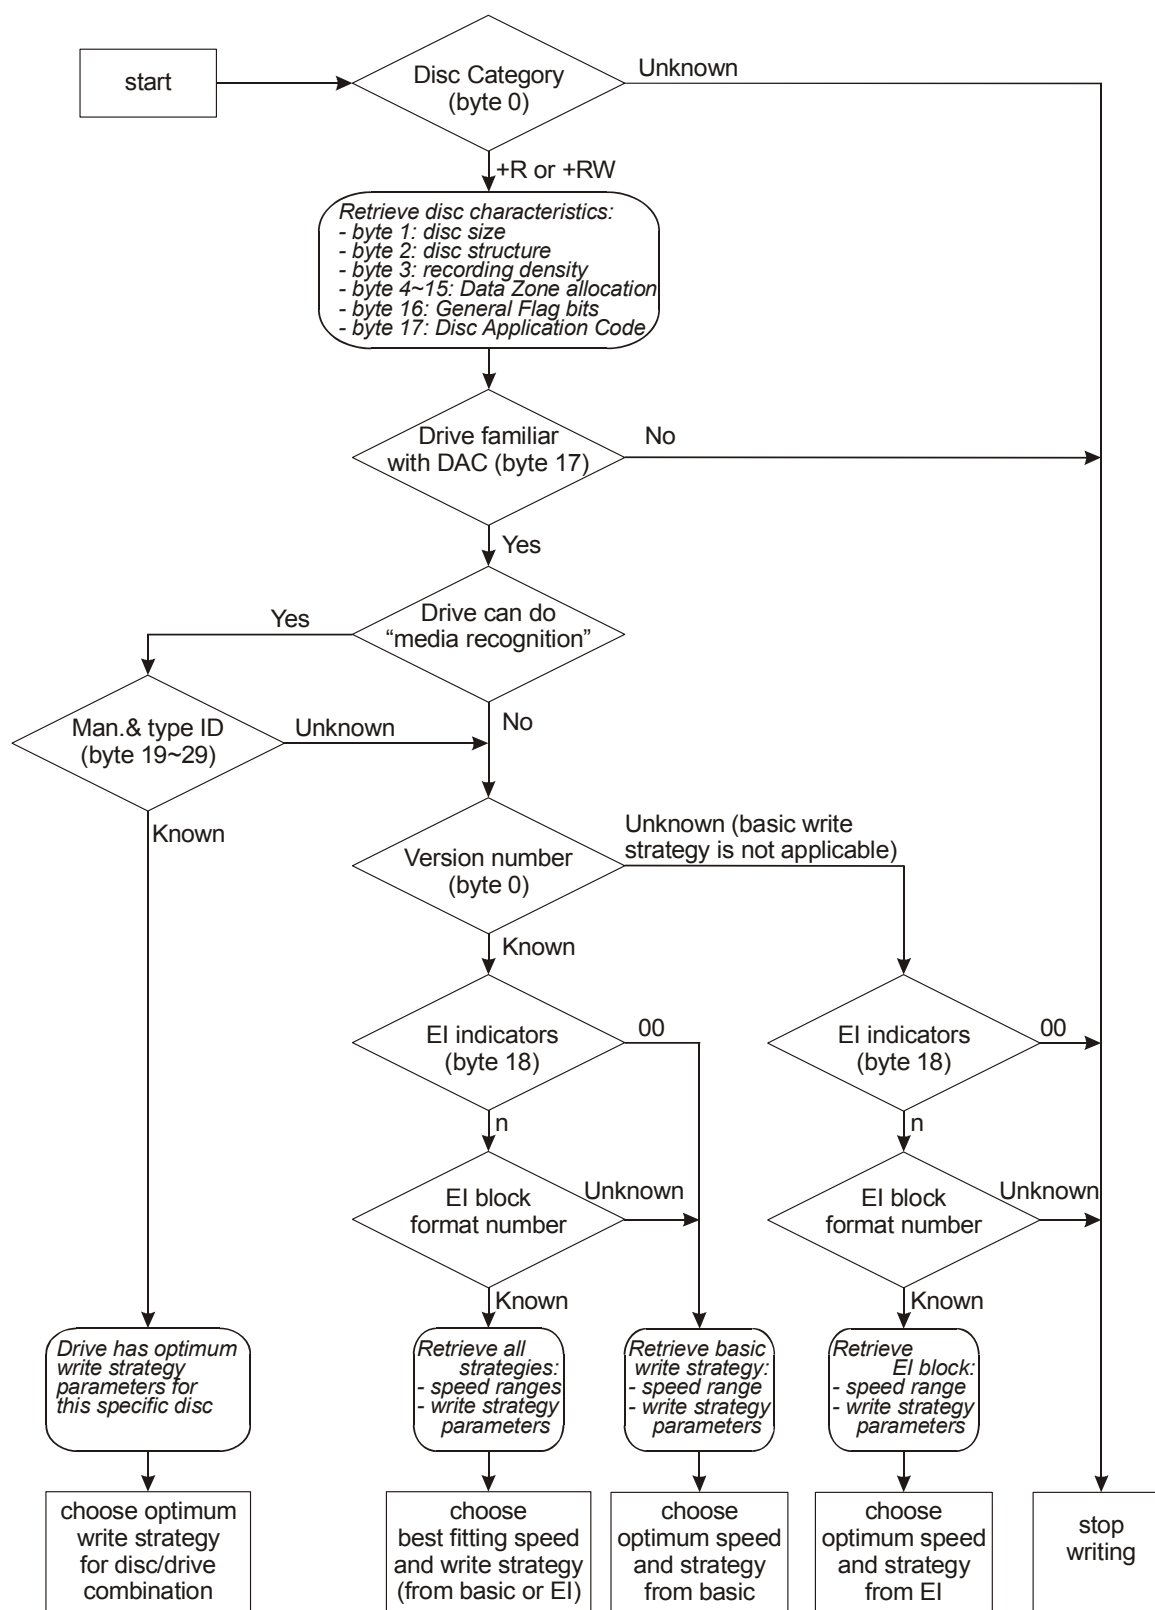 start
Disc Category
(byte 0)
Unknown
+R or +RW
Retrieve disc characteristics:
- byte 1: disc size
- byte 2: disc structure
- byte 3: recording density
- byte 4~15: Data Zone allocation
- byte 16: General Flag bits
- byte 17: Disc Application Code
Drive familiar
with DAC (byte 17)
No
Yes
Drive can do
“media recognition”
Yes
No
Man.& type ID
(byte 19~29)
Unknown
Known
Version number
(byte 0)
Unknown (basic write
strategy is not applicable)
Known
EI indicators
(byte 18)
00
n
EI indicators
(byte 18)
00
n
EI block
format number
Unknown
Known
EI block
format number
Unknown
Known
Drive has optimum
write strategy
parameters for
this specific disc
Retrieve all
strategies:
- speed ranges
- write strategy
parameters
Retrieve basic
write strategy:
- speed range
- write strategy
parameters
Retrieve
EI block:
- speed range
- write strategy
parameters
choose optimum
write strategy
for disc/drive
combination
choose
best fitting speed
and write strategy
(from basic or EI)
choose
optimum speed
and strategy
from basic
choose
optimum speed
and strategy
from EI
stop
writing